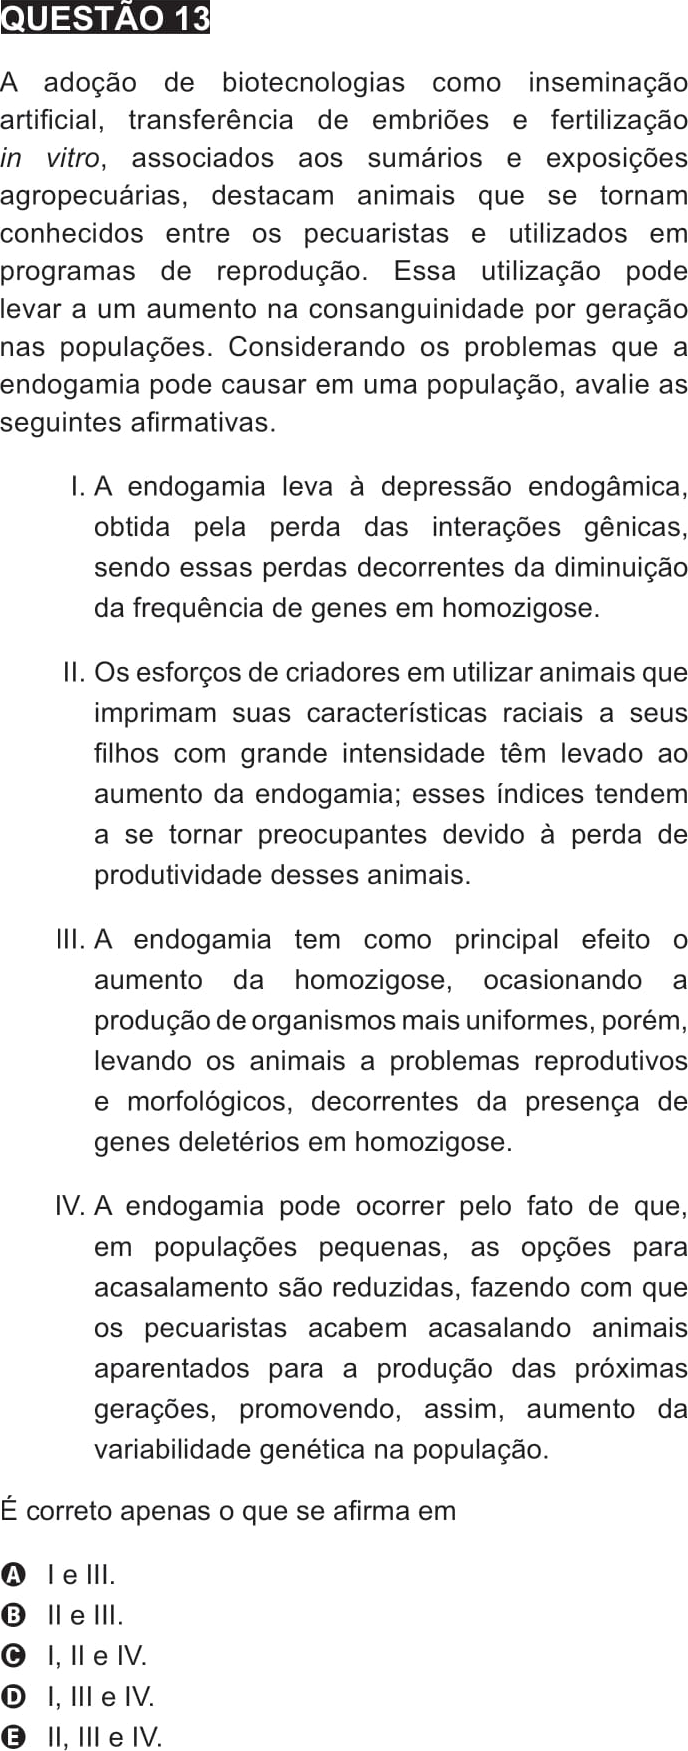 QUESTÃO 13
A adoção de biotecnologias como inseminação
artificial, transferência de embriões e fertilização
in vitro, associados aos sumários e exposições
agropecuárias, destacam animais que se tornam
conhecidos entre os pecuaristas e utilizados em
programas de reprodução. Essa utilização pode
levar a um aumento na consanguinidade por geração
nas populações. Considerando os problemas que a
endogamia pode causar em uma população, avalie as
seguintes afirmativas.
I. A endogamia leva à depressão endogâmica,
obtida pela perda das interações gênicas,
sendo essas perdas decorrentes da diminuição
da frequência de genes em homozigose.
II. Os esforços de criadores em utilizar animais que
imprimam suas características raciais a seus
filhos com grande intensidade têm levado ao
aumento da endogamia; esses índices tendem
a se tornar preocupantes devido à perda de
produtividade desses animais.
III. A endogamia tem como principal efeito o
aumento da homozigose, ocasionando a
produção de organismos mais uniformes, porém,
levando os animais a problemas reprodutivos
e morfológicos, decorrentes da presença de
genes deletérios em homozigose.
IV. A endogamia pode ocorrer pelo fato de que,
em populações pequenas, as opções para
acasalamento são reduzidas, fazendo com que
os pecuaristas acabem acasalando animais
aparentados para a produção das próximas
gerações, promovendo, assim, aumento da
variabilidade genética na população.
É correto apenas o que se afirma em
A I e III.
B II e III.
C I, II e IV.
D I, III e IV.
E II, III e IV.